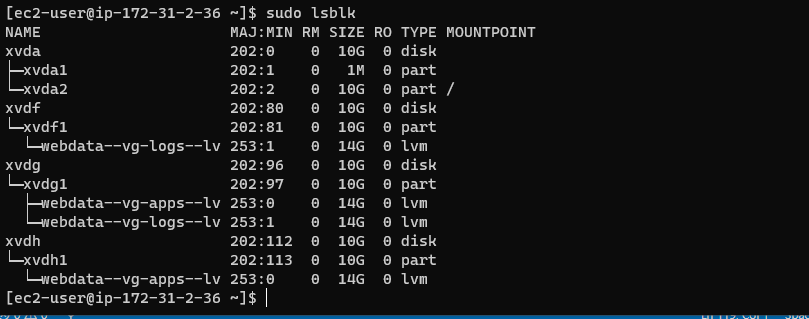 [ec2-user@ip-172-31-2-36 ~]$ sudo lsblk
NAME                     MAJ:MIN RM SIZE RO TYPE MOUNTPOINT
xvda                     202:0    0  10G  0 disk
├─xvda1                  202:1    0   1M  0 part
└─xvda2                  202:2    0  10G  0 part /
xvdf                     202:80   0  10G  0 disk
└─xvdf1                  202:81   0  10G  0 part
  └─webdata--vg-logs--lv 253:1    0  14G  0 lvm
xvdg                     202:96   0  10G  0 disk
└─xvdg1                  202:97   0  10G  0 part
  ├─webdata--vg-apps--lv 253:0    0  14G  0 lvm
  └─webdata--vg-logs--lv 253:1    0  14G  0 lvm
xvdh                     202:112  0  10G  0 disk
└─xvdh1                  202:113  0  10G  0 part
  └─webdata--vg-apps--lv 253:0    0  14G  0 lvm
[ec2-user@ip-172-31-2-36 ~]$